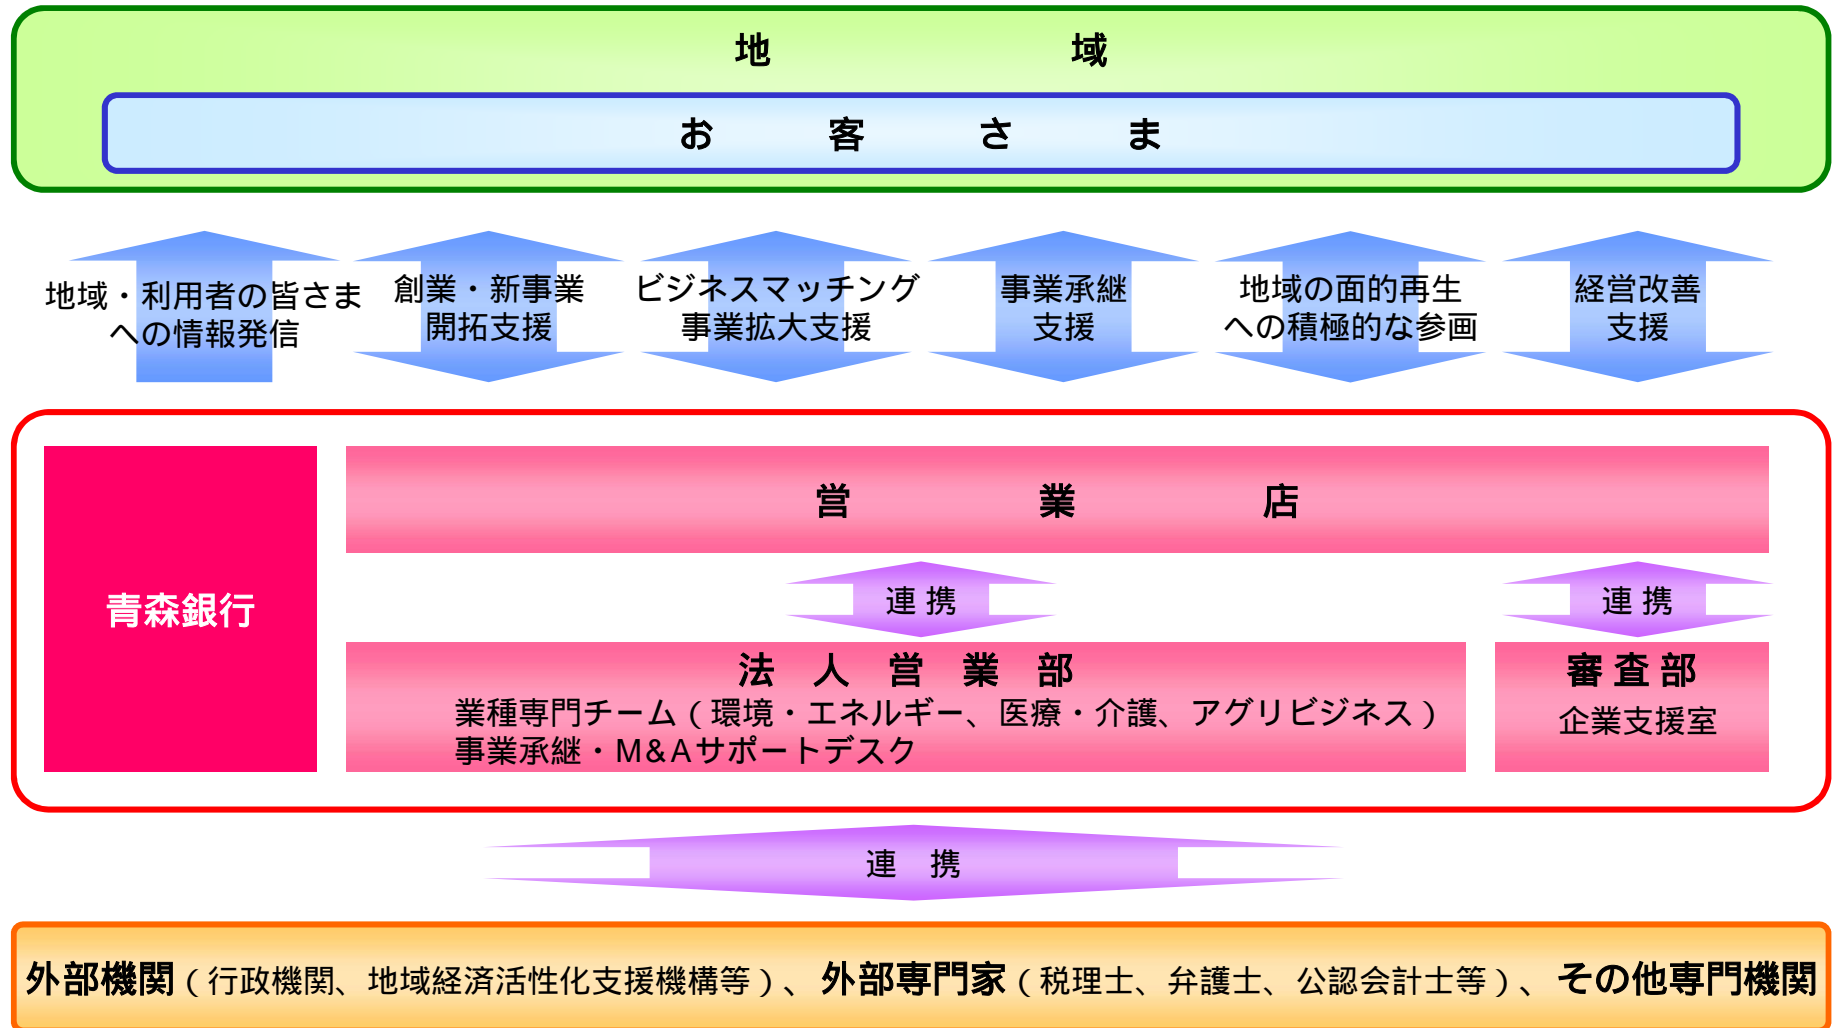 地域
お客さま
地域・利用者の皆さま
への情報発信
創業・新事業
開拓支援
ビジネスマッチング
事業拡大支援
事業承継
支援
地域の面的再生
への積極的な参画
経営改善
支援
青森銀行
営業店
連携
連携
法人営業部
業種専門チーム（環境・エネルギー、医療・介護、アグリビジネス）
事業承継・M&Aサポートデスク
審査部
企業支援室
連携
外部機関（行政機関、地域経済活性化支援機構等）、外部専門家（税理士、弁護士、公認会計士等）、その他専門機関